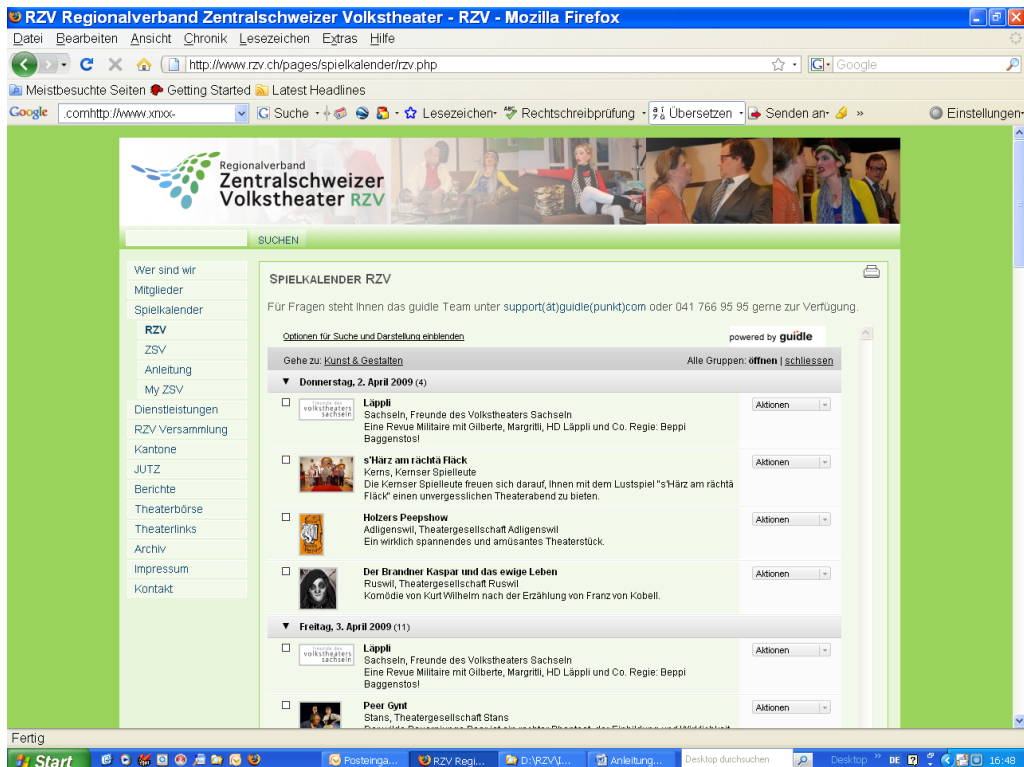 RZV Regionalverband Zentralschweizer Volkstheater - RZV - Mozilla Firefox
Datei Bearbeiten Ansicht Chronik Lesezeichen Extras Hilfe
http://www.rzv.ch/pages/spielkalender/rzv.php
G Google
Meistbesuchte Seiten Getting Started Latest Headlines
Google .comhttp://www.xnxx- G Suche Lesezeichen Rechtschreibprüfung Übersetzen Senden an » Einstellungen
Regionalverband
Zentralschweizer
Volkstheater RZV
SUCHEN
Wer sind wir
Mitglieder
Spielkalender
RZV
ZSV
Anleitung
My ZSV
Dienstleistungen
RZV Versammlung
Kantone
JUTZ
Berichte
Theaterbörse
Theaterlinks
Archiv
Impressum
Kontakt
SPIELKALENDER RZV
Für Fragen steht Ihnen das guidle Team unter support(ät)guidle(punkt)com oder 041 766 95 95 gerne zur Verfügung.
Optionen für Suche und Darstellung einblenden
powered by guidle
Gehe zu: Kunst & Gestalten
Alle Gruppen: öffnen | schliessen
Donnerstag, 2. April 2009 (4)
freunde des
volkstheaters
sachseln
Läppli
Sachseln, Freunde des Volkstheaters Sachseln
Eine Revue Militaire mit Gilberte, Margritli, HD Läppli und Co. Regie: Beppi
Baggenstos!
Aktionen
s'Härz am rächtä Fläck
Kerns, Kernser Spielleute
Die Kernser Spielleute freuen sich darauf, Ihnen mit dem Lustspiel "s'Härz am rächtä
Fläck" einen unvergesslichen Theaterabend zu bieten.
Aktionen
Holzers Peepshow
Adligenswil, Theatergesellschaft Adligenswil
Ein wirklich spannendes und amüsantes Theaterstück.
Aktionen
Der Brandner Kaspar und das ewige Leben
Ruswil, Theatergesellschaft Ruswil
Komödie von Kurt Wilhelm nach der Erzählung von Franz von Kobell.
Aktionen
Freitag, 3. April 2009 (11)
freunde des
volkstheaters
sachseln
Läppli
Sachseln, Freunde des Volkstheaters Sachseln
Eine Revue Militaire mit Gilberte, Margritli, HD Läppli und Co. Regie: Beppi
Baggenstos!
Aktionen
Peer Gynt
Stans, Theatergesellschaft Stans
Aktionen
Fertig
Start Posteinga... RZV Regi... D:\RZV\I... Anleitung... Desktop durchsuchen Desktop » DE 16:48